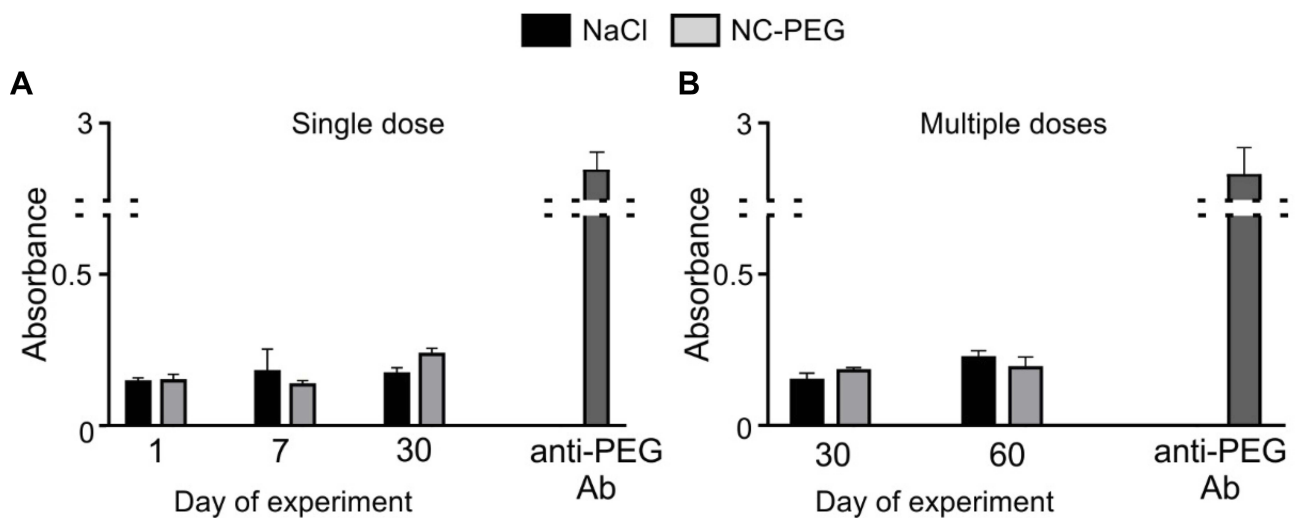 NaCl NC-PEG
A B
Single dose
3
Absorbance
0.5
0
1 7 30 anti-PEG
Ab
Day of experiment
Multiple doses
3
Absorbance
0.5
0
30 60 anti-PEG
Ab
Day of experiment